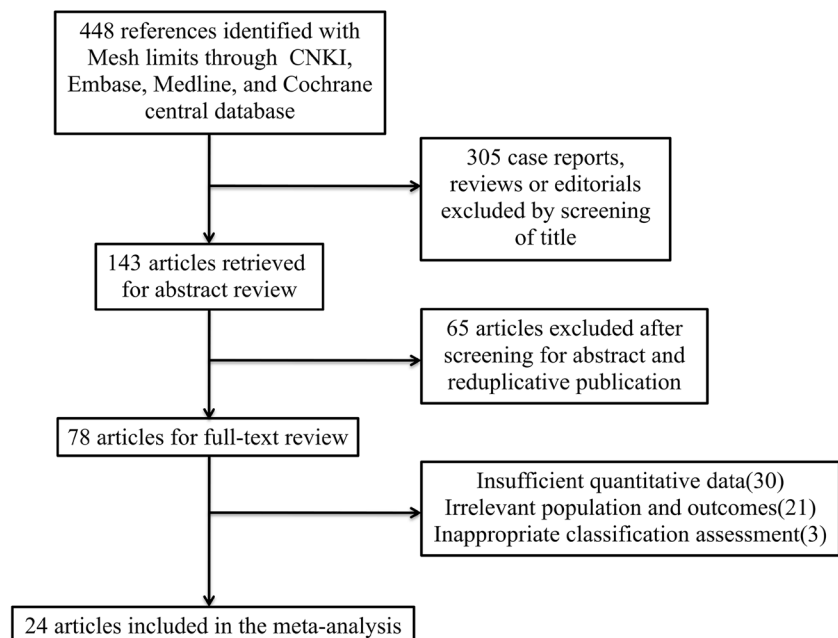 448 references identified with
Mesh limits through CNKI,
Embase, Medline, and Cochrane
central database
305 case reports,
reviews or editorials
excluded by screening
of title
143 articles retrieved
for abstract review
65 articles excluded after
screening for abstract and
reduplicative publication
78 articles for full-text review
Insufficient quantitative data(30)
Irrelevant population and outcomes(21)
Inappropriate classification assessment(3)
24 articles included in the meta-analysis